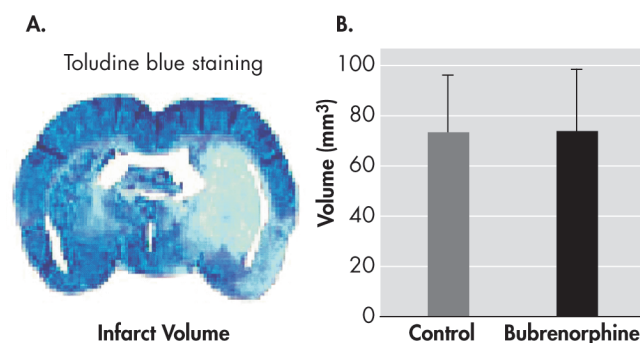 A.
Toludine blue staining
Infarct Volume
B.
Volume (mm³)
100
80
60
40
20
0
Control Bubrenorphine